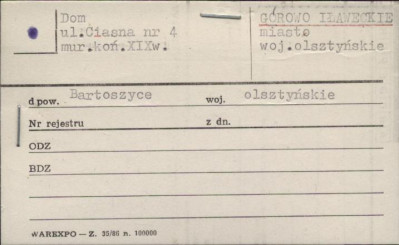 Dom
ul.Ciasna nr 4
mur.koń.XIXw.
GÓROWO IŁAWECKIE
miasto
woj.olsztyńskie
d.pow. Bartoszyce woj. olsztyńskie
Nr rejestru z dn.
ODZ
BDZ
WAREXPO — Z. 25/86 n. 100000